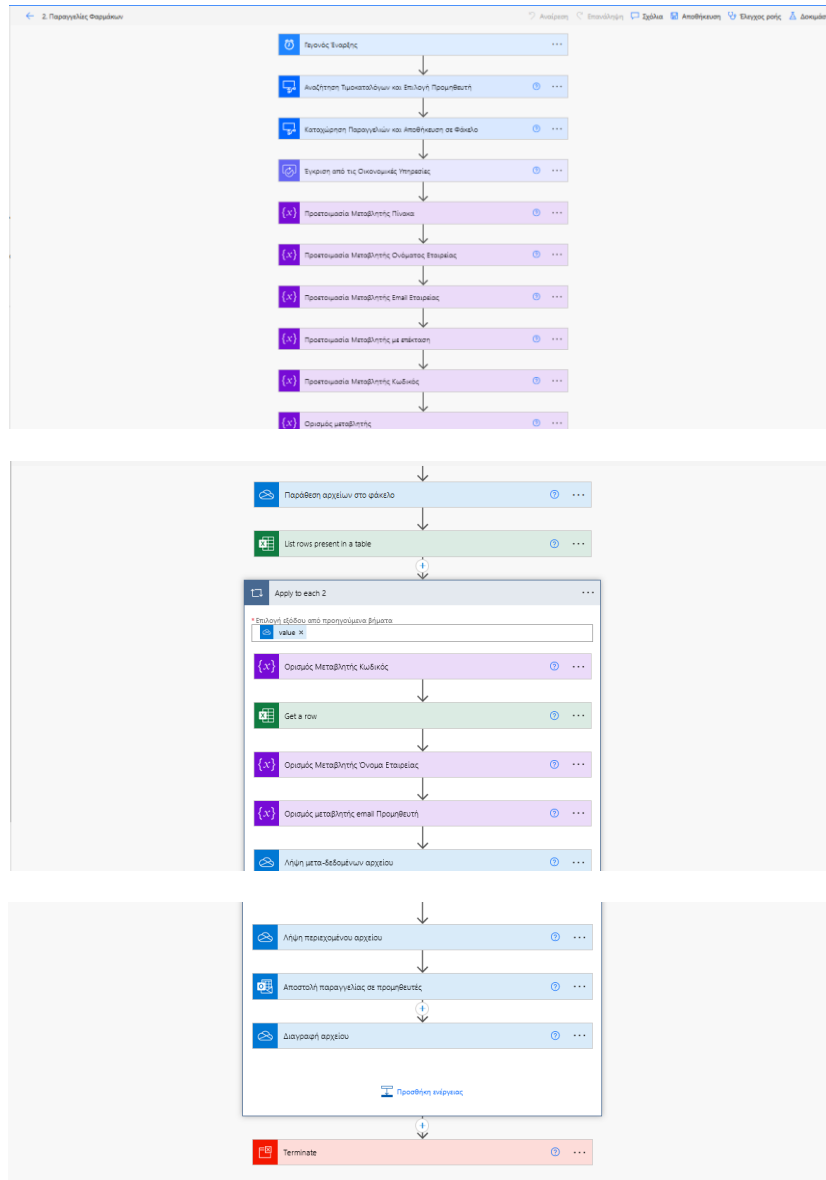 2. Παραγγελίες Φαρμάκων
Αναίρεση Επανάληψη Σχόλια Αποθήκευση Έλεγχος ροής
Γεγονός Έναρξης
Αναζήτηση Τιμοκαταλόγων και Επιλογή Προμηθευτή
Καταχώρηση Παραγγελιών και Αποθήκευση σε Φάκελο
Έγκριση από τις Οικονομικές Υπηρεσίες
{x} Προετοιμασία Μεταβλητής Πίνακα
{x} Προετοιμασία Μεταβλητής Ονόματος Εταιρείας
{x} Προετοιμασία Μεταβλητής Email Εταιρείας
{x} Προετοιμασία Μεταβλητής με επέκταση
{x} Προετοιμασία Μεταβλητής Κωδικός
{x} Ορισμός μεταβλητής
Παράθεση αρχείων στο φάκελο
List rows present in a table
Apply to each 2
*Επιλογή εξόδου από προηγούμενα βήματα
value ×
{x} Ορισμός Μεταβλητής Κωδικός
Get a row
{x} Ορισμός Μεταβλητής Όνομα Εταιρείας
{x} Ορισμός μεταβλητής email Προμηθευτή
Λήψη μετα-δεδομένων αρχείου
Λήψη περιεχομένου αρχείου
Αποστολή παραγγελίας σε προμηθευτές
Διαγραφή αρχείου
Προσθήκη ενέργειας
Terminate